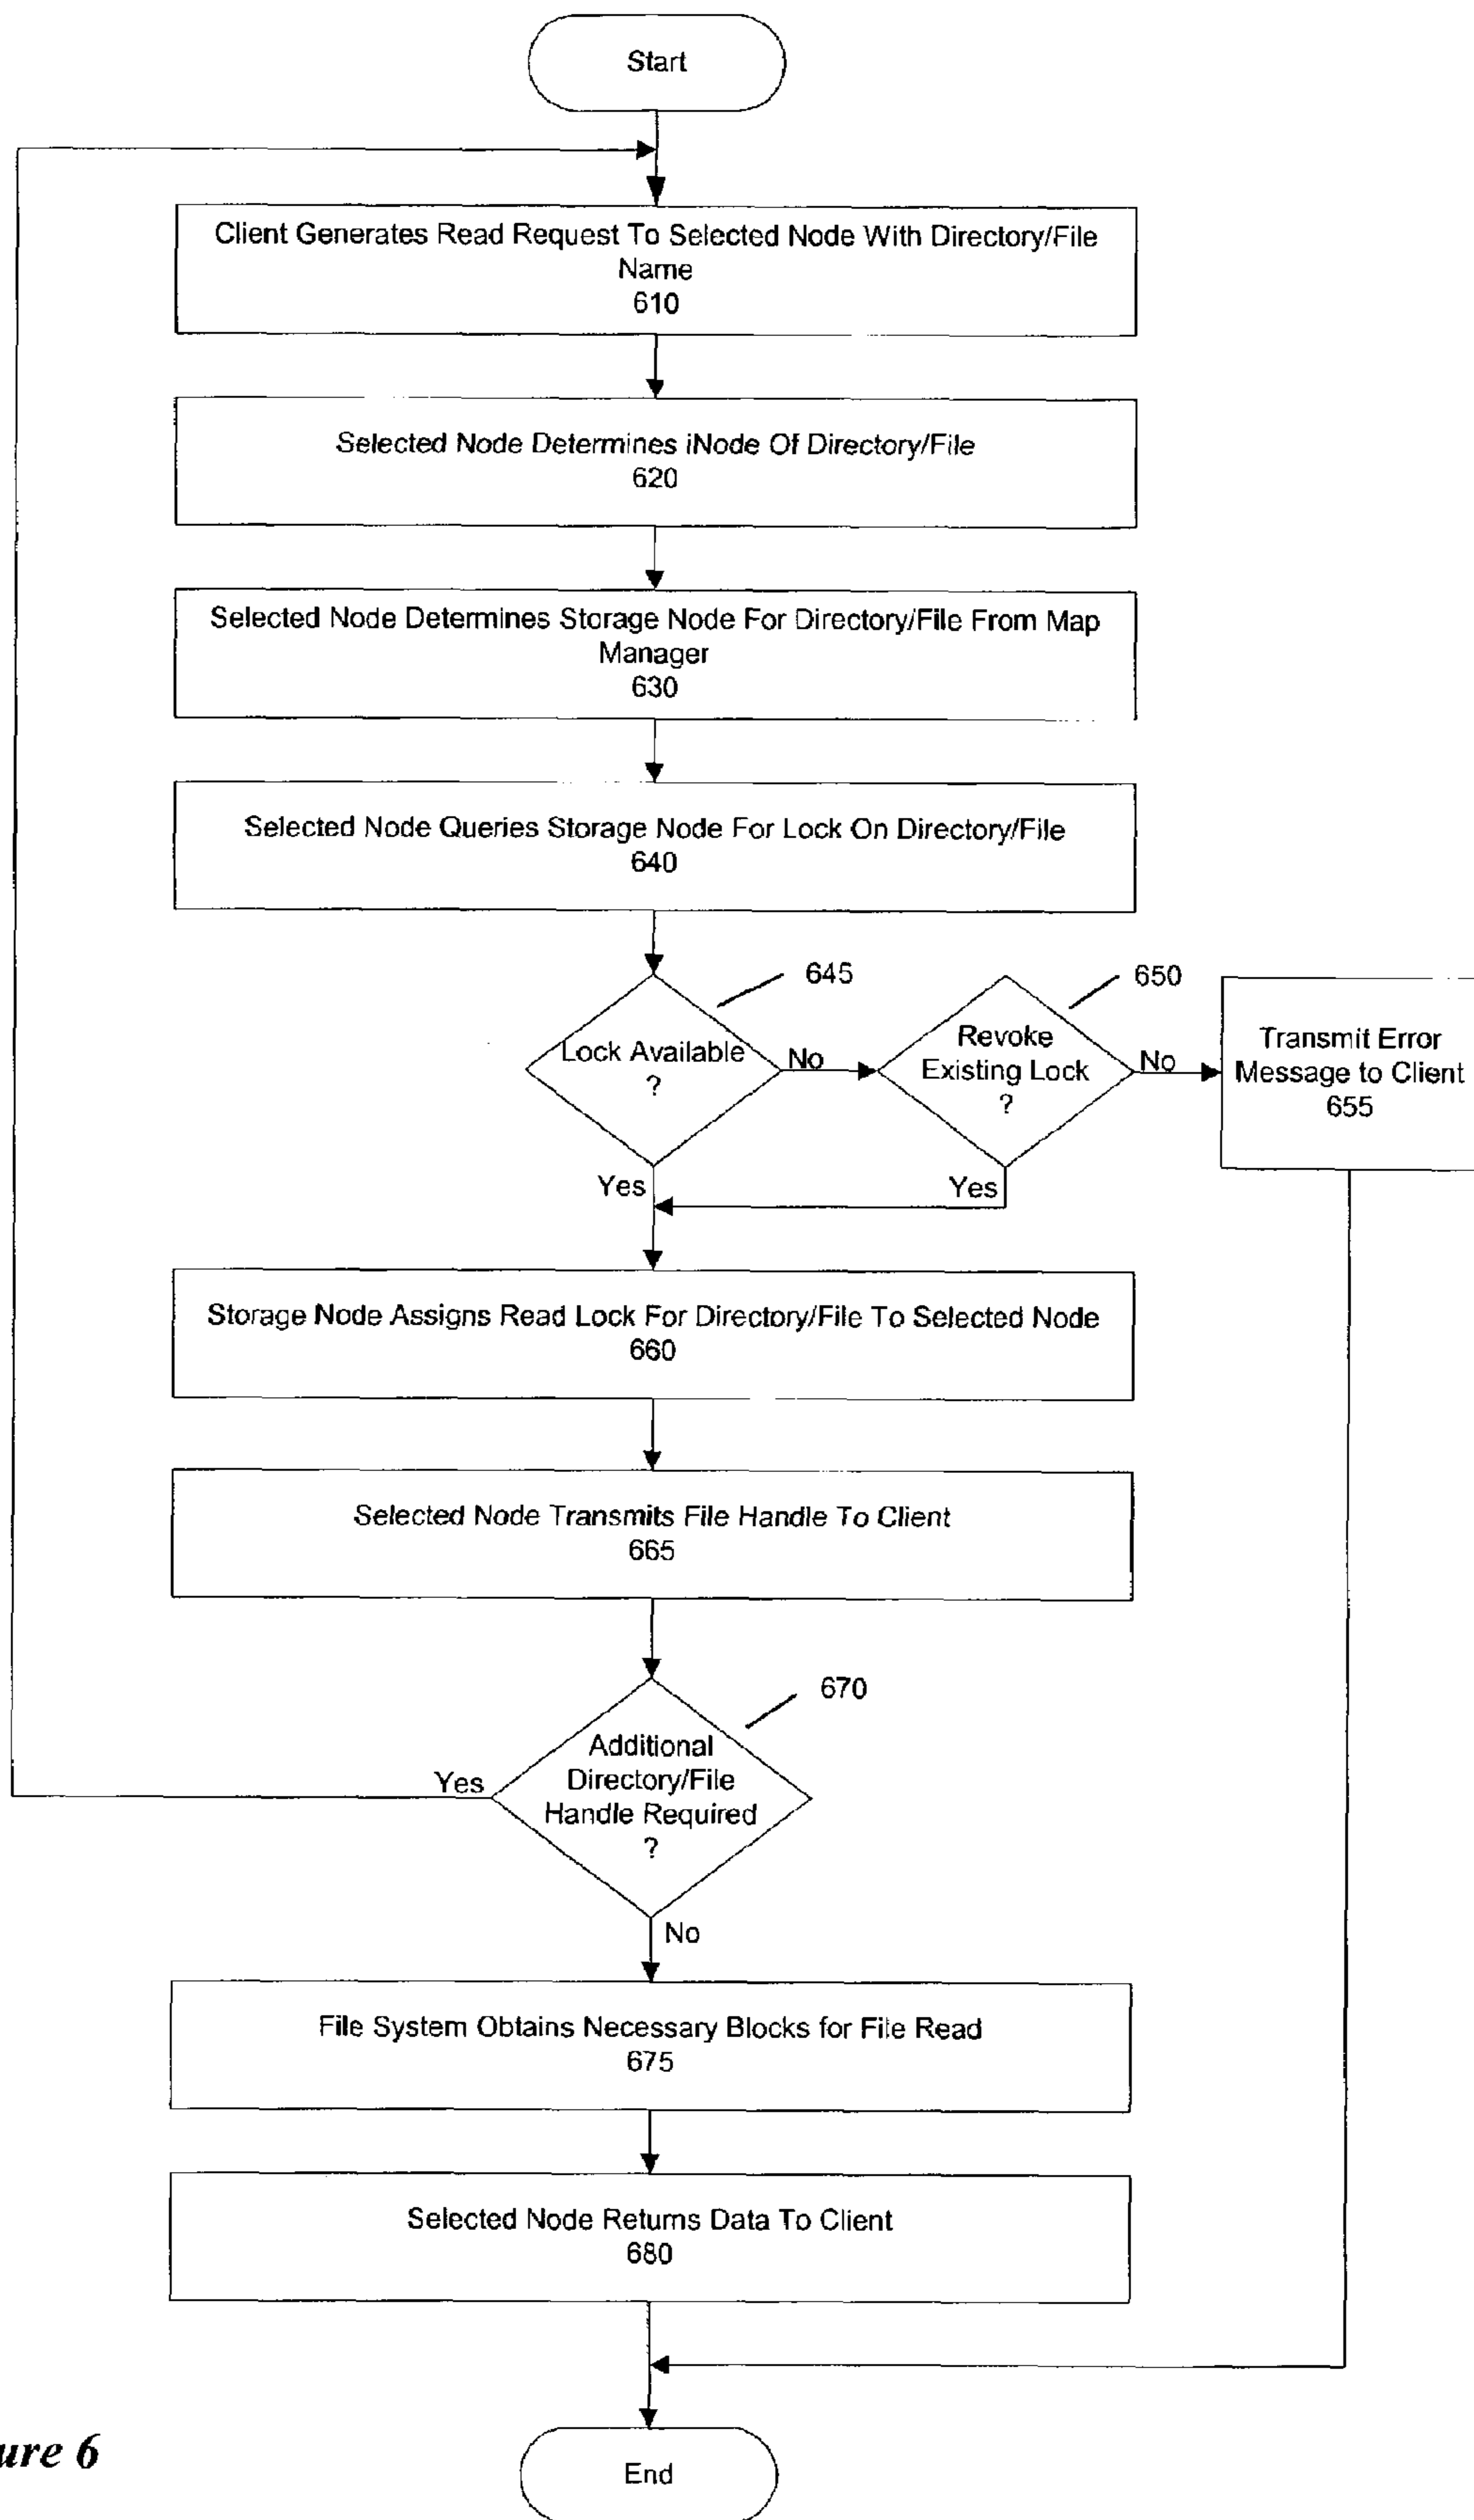 Start
Client Generates Read Request To Selected Node With Directory/File
Name
610
Selected Node Determines iNode Of Directory/File
620
Selected Node Determines Storage Node For Directory/File From Map
Manager
630
Selected Node Queries Storage Node For Lock On Directory/File
640
645
Lock Available
?
No
Yes
650
Revoke
Existing Lock
?
No
Yes
Transmit Error
Message to Client
655
Storage Node Assigns Read Lock For Directory/File To Selected Node
660
Selected Node Transmits File Handle To Client
665
670
Additional
Directory/File
Handle Required
?
Yes
No
File System Obtains Necessary Blocks for File Read
675
Selected Node Returns Data To Client
680
End
ure 6